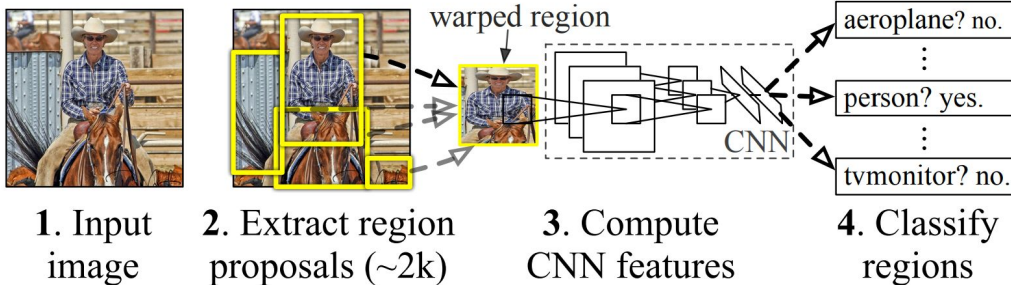 warped region
aeroplane? no.
⋮
person? yes.
⋮
tvmonitor? no.
CNN
1. Input
image
2. Extract region
proposals (~2k)
3. Compute
CNN features
4. Classify
regions